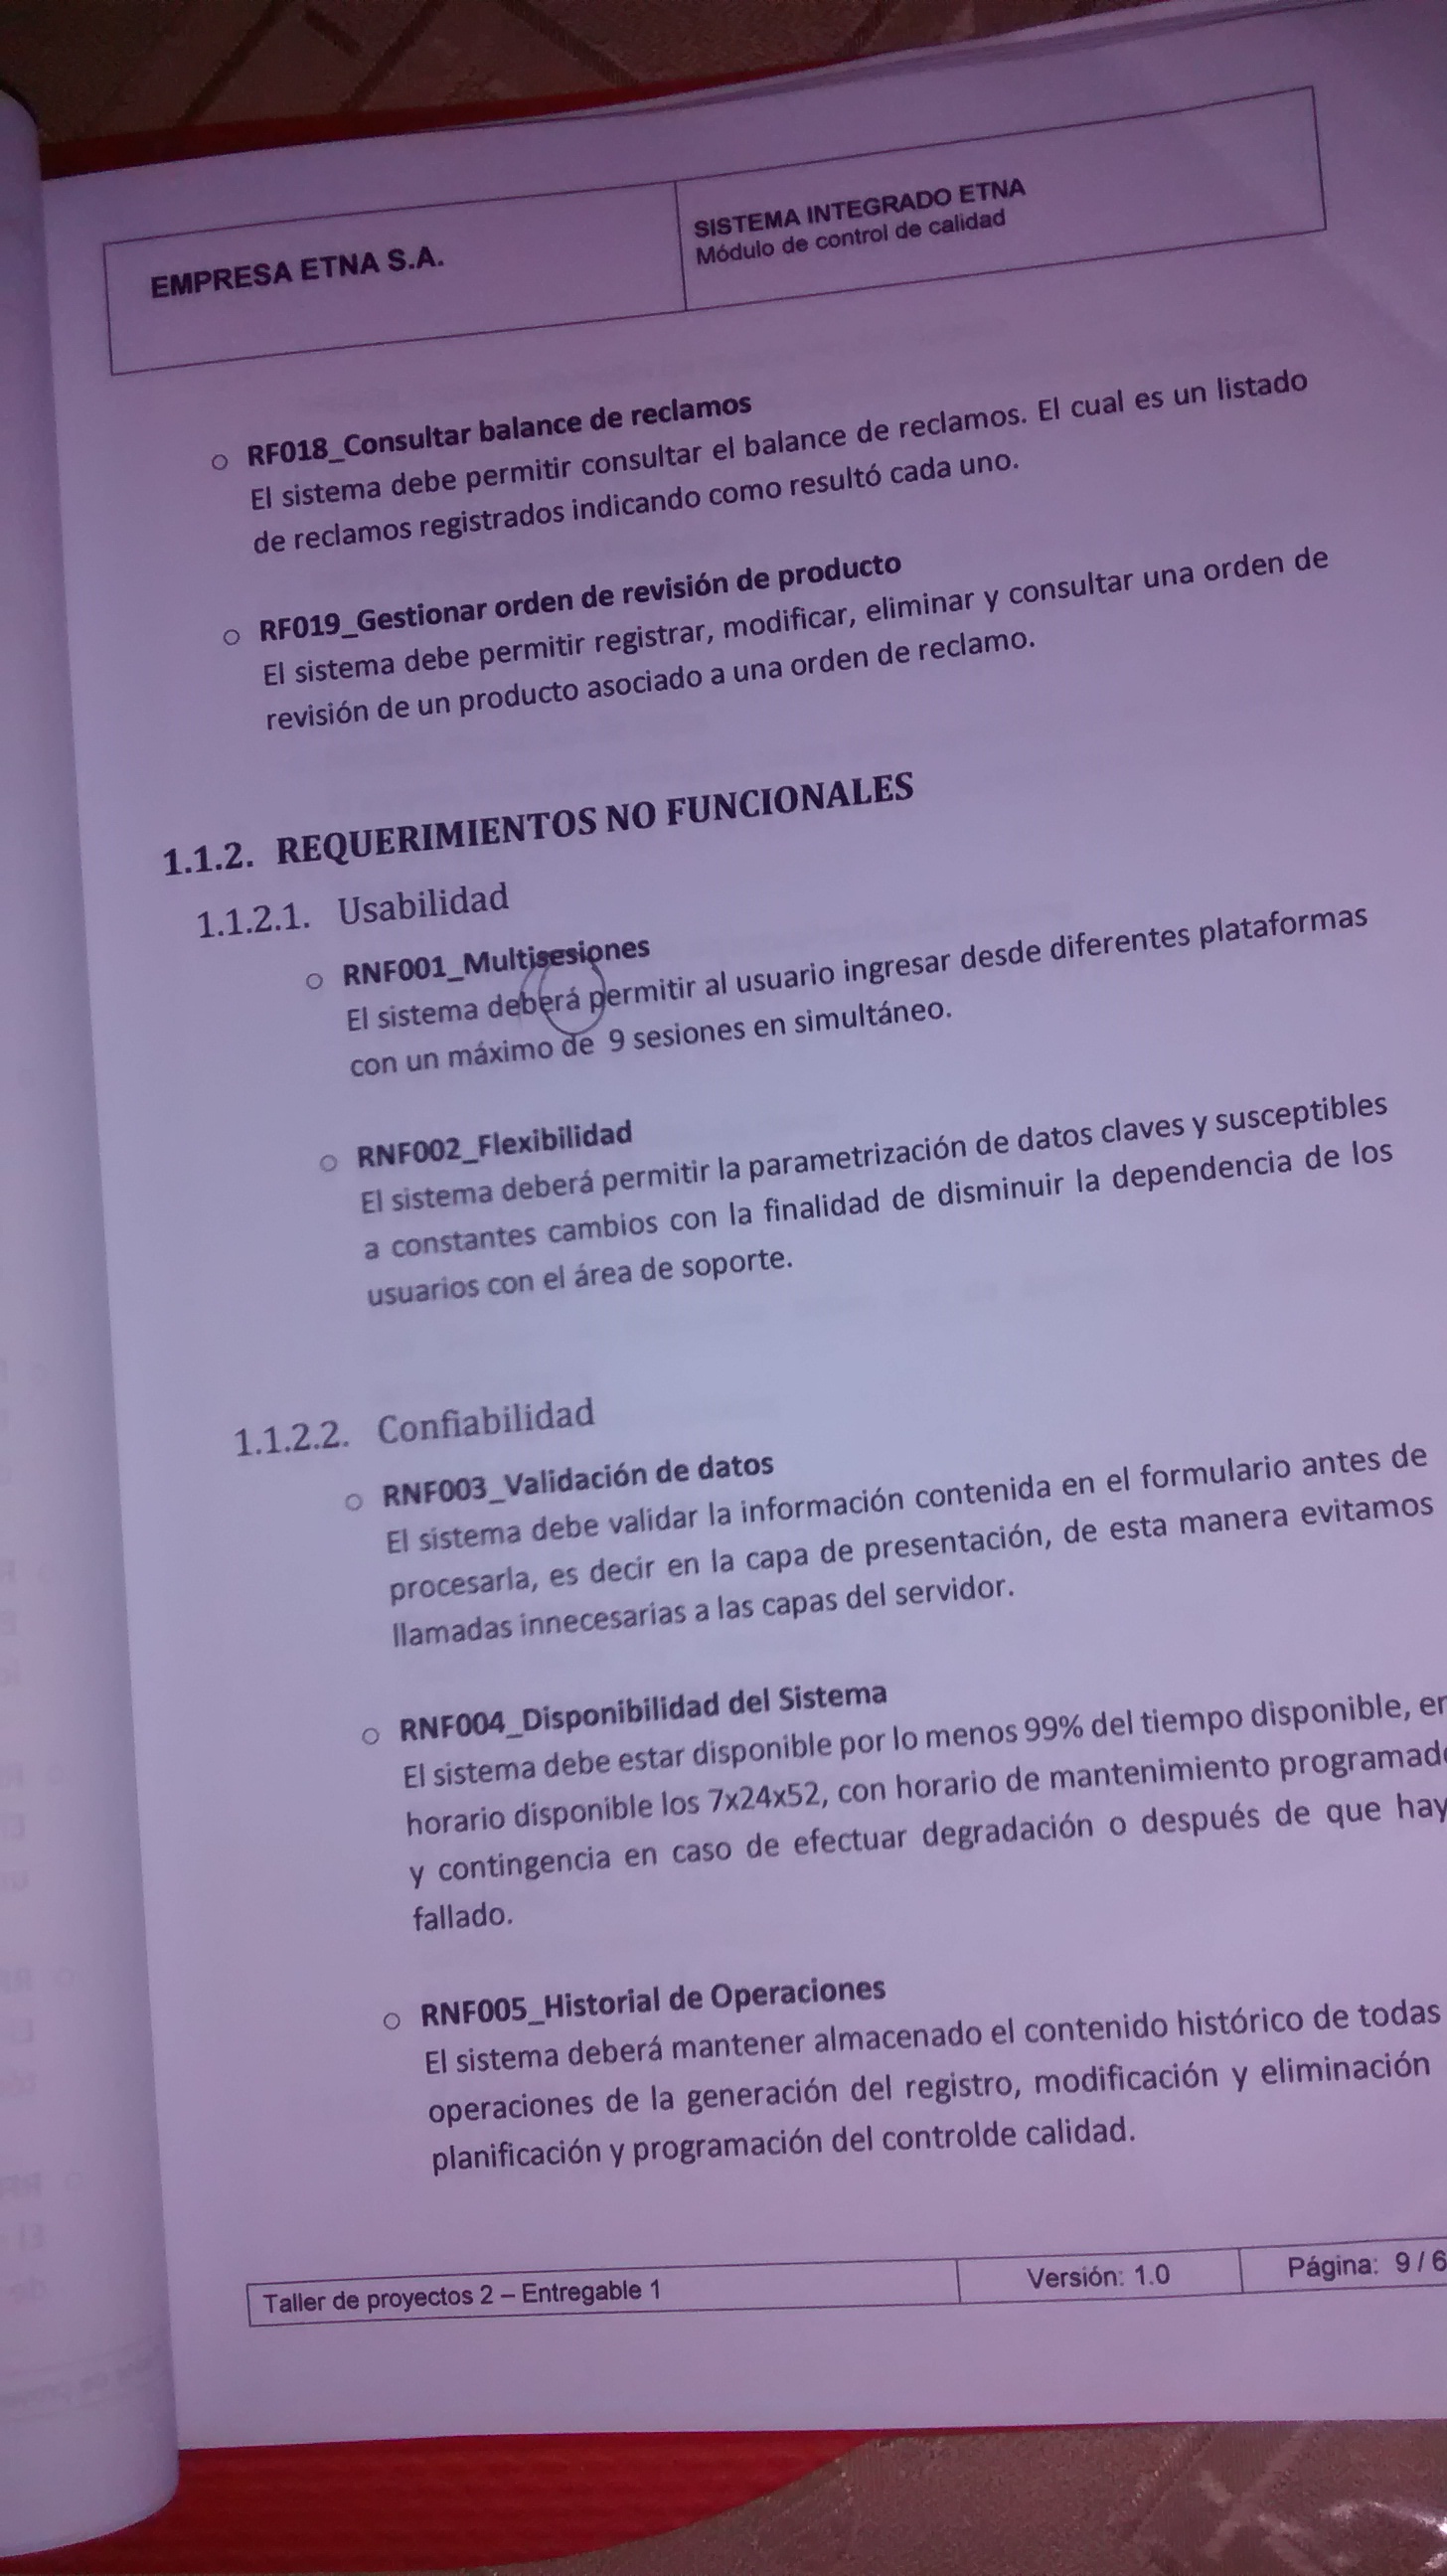 EMPRESA ETNA S.A.
SISTEMA INTEGRADO ETNA
Módulo de control de calidad
○ RF018_Consultar balance de reclamos
El sistema debe permitir consultar el balance de reclamos. El cual es un listado
de reclamos registrados indicando como resultó cada uno.
○ RF019_Gestionar orden de revisión de producto
El sistema debe permitir registrar, modificar, eliminar y consultar una orden de
revisión de un producto asociado a una orden de reclamo.
1.1.2. REQUERIMIENTOS NO FUNCIONALES
1.1.2.1. Usabilidad
○ RNF001_Multisesiones
El sistema deberá permitir al usuario ingresar desde diferentes plataformas
con un máximo de 9 sesiones en simultáneo.
○ RNF002_Flexibilidad
El sistema deberá permitir la parametrización de datos claves y susceptibles
a constantes cambios con la finalidad de disminuir la dependencia de los
usuarios con el área de soporte.
1.1.2.2. Confiabilidad
○ RNF003_Validación de datos
El sistema debe validar la información contenida en el formulario antes de
procesarla, es decir en la capa de presentación, de esta manera evitamos
llamadas innecesarias a las capas del servidor.
○ RNF004_Disponibilidad del Sistema
El sistema debe estar disponible por lo menos 99% del tiempo disponible, en
horario disponible los 7x24x52, con horario de mantenimiento programad
y contingencia en caso de efectuar degradación o después de que hay
fallado.
○ RNF005_Historial de Operaciones
El sistema deberá mantener almacenado el contenido histórico de todas
operaciones de la generación del registro, modificación y eliminación
planificación y programación del controlde calidad.
Taller de proyectos 2 – Entregable 1
Versión: 1.0
Página: 9 / 6